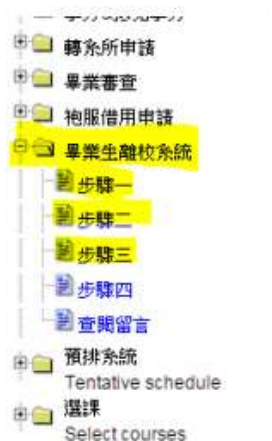 轉系所申請
畢業審查
袍服借用申請
畢業生離校系統
步驟一
步驟二
步驟三
步驟四
查閱留言
預排系統
Tentative schedule
選課
Select courses